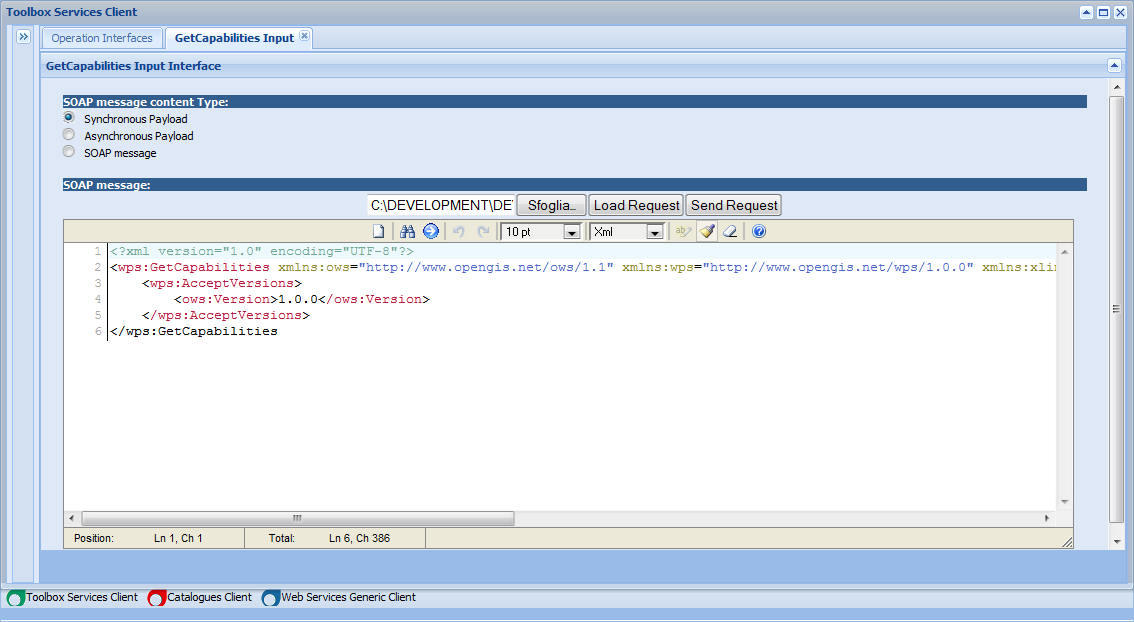 Toolbox Services Client
Operation Interfaces GetCapabilities Input
GetCapabilities Input Interface
SOAP message content Type:
Synchronous Payload
Asynchronous Payload
SOAP message
SOAP message:
C:\DEVELOPMENT\DE Sfoglia... Load Request Send Request
10 pt Xml
1 <?xml version="1.0" encoding="UTF-8"?>
2 <wps:GetCapabilities xmlns:ows="http://www.opengis.net/ows/1.1" xmlns:wps="http://www.opengis.net/wps/1.0.0" xmlns:xli
3 <wps:AcceptVersions>
4 <ows:Version>1.0.0</ows:Version>
5 </wps:AcceptVersions>
6 </wps:GetCapabilities
Position: Ln 1, Ch 1 Total: Ln 6, Ch 386
Toolbox Services Client Catalogues Client Web Services Generic Client